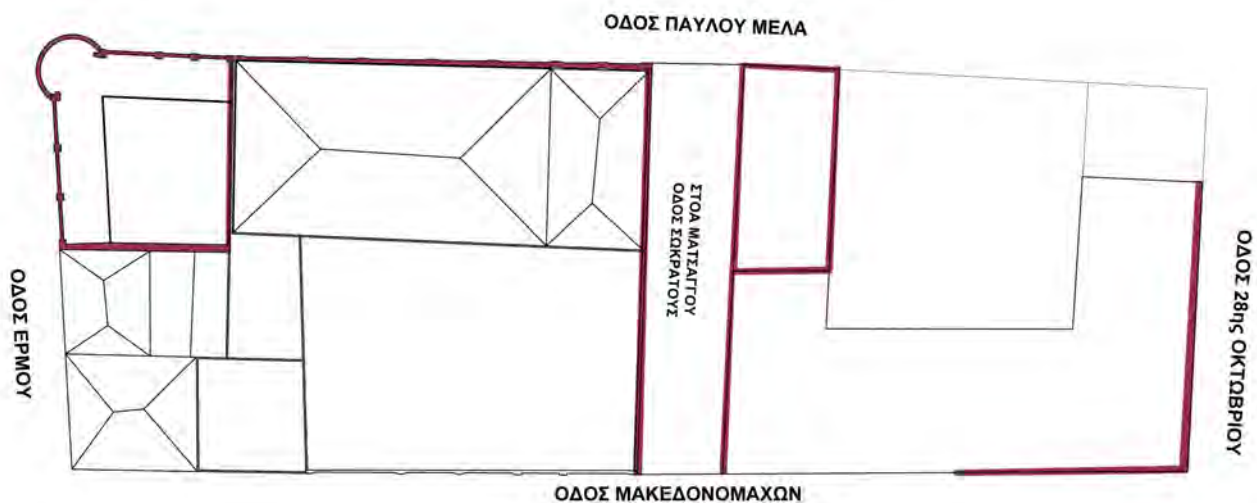 ΟΔΟΣ ΠΑΥΛΟΥ ΜΕΛΑ
ΟΔΟΣ ΕΡΜΟΥ
ΣΤΟΑ ΜΑΤΣΑΓΓΟΥ
ΟΔΟΣ ΣΩΚΡΑΤΟΥΣ
ΟΔΟΣ 28ης ΟΚΤΩΒΡΙΟΥ
ΟΔΟΣ ΜΑΚΕΔΟΝΟΜΑΧΩΝ